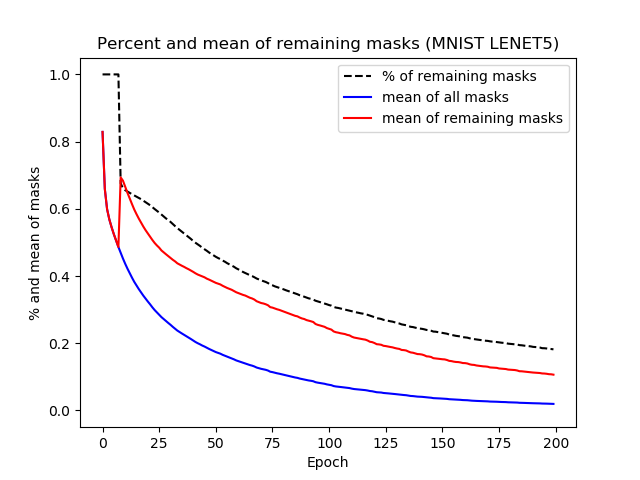 Percent and mean of remaining masks (MNIST LENET5)
% of remaining masks
mean of all masks
mean of remaining masks
% and mean of masks
1.0
0.8
0.6
0.4
0.2
0.0
0 25 50 75 100 125 150 175 200
Epoch